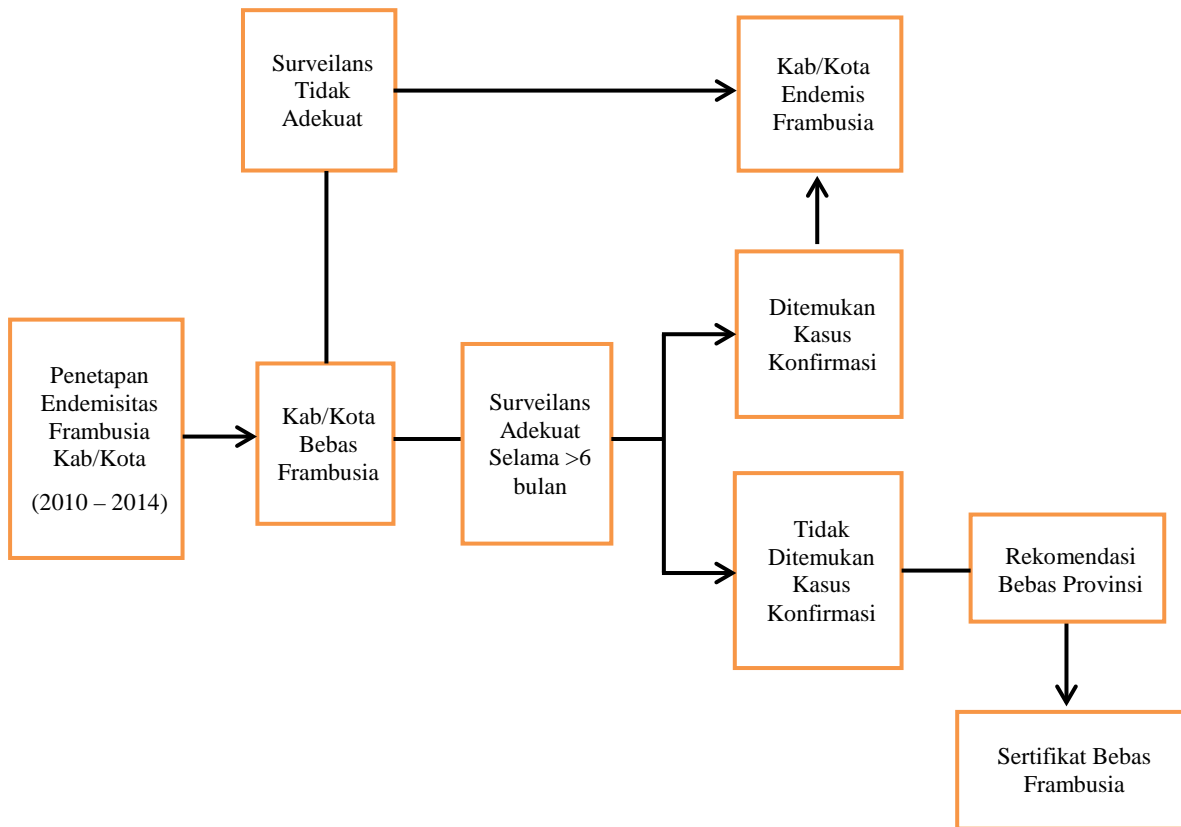 Surveilans
Tidak
Adekuat
Kab/Kota
Endemis
Frambusia
Penetapan
Endemisitas
Frambusia
Kab/Kota
(2010 – 2014)
Kab/Kota
Bebas
Frambusia
Surveilans
Adekuat
Selama >6
bulan
Ditemukan
Kasus
Konfirmasi
Tidak
Ditemukan
Kasus
Konfirmasi
Rekomendasi
Bebas Provinsi
Sertifikat Bebas
Frambusia